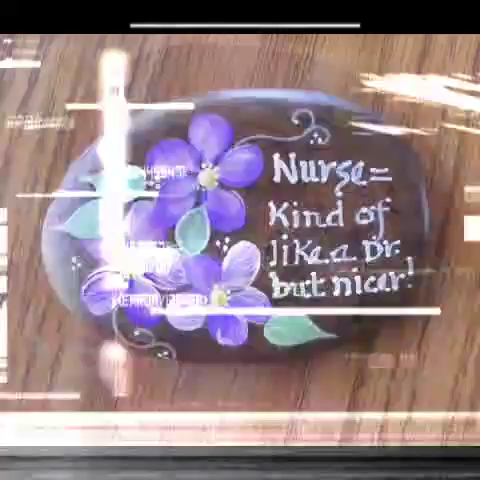 Nurse=
Kind of
like a Dr.
but nicer!